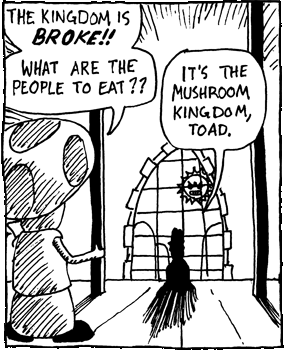 THE KINGDOM IS
BROKE!!
WHAT ARE THE
PEOPLE TO EAT??
IT'S THE
MUSHROOM
KINGDOM,
TOAD.